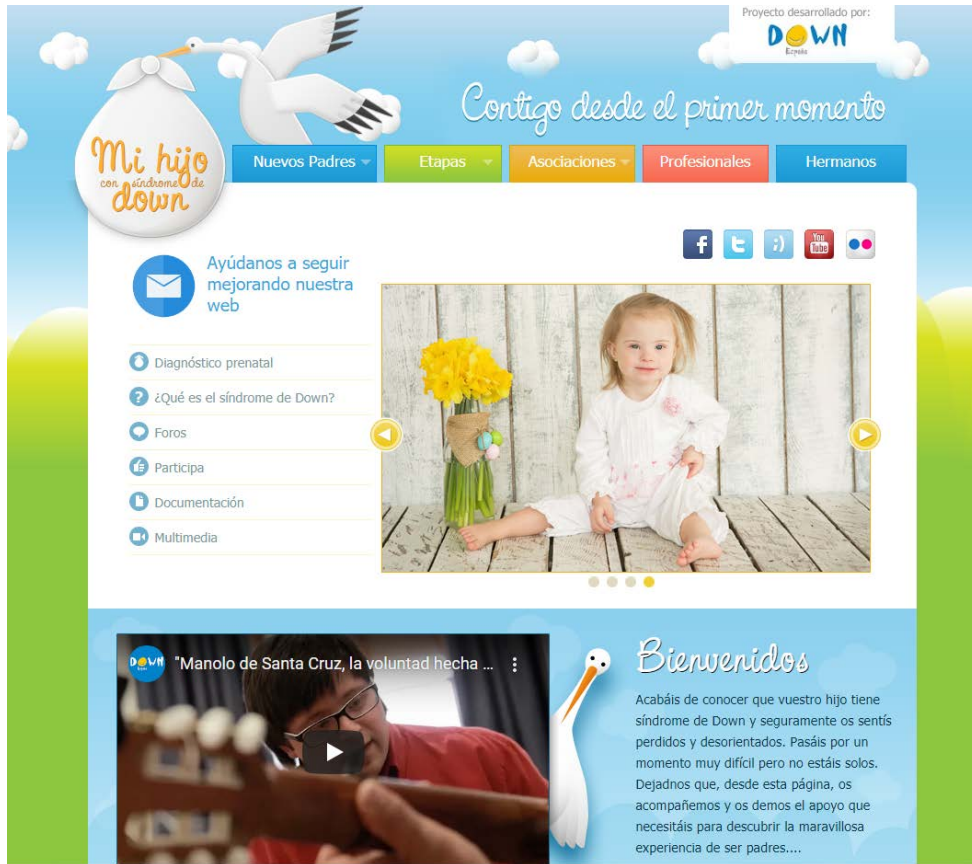 Proyecto desarrollado por:
DOWN
España
Contigo desde el primer momento
Mi hijo
con síndrome de
down
Nuevos Padres
Etapas
Asociaciones
Profesionales
Hermanos
Ayúdanos a seguir
mejorando nuestra
web
You
Tube
Diagnóstico prenatal
¿Qué es el síndrome de Down?
Foros
Participa
Documentación
Multimedia
DOWN
"Manolo de Santa Cruz, la voluntad hecha ...
Bienvenidos
Acabáis de conocer que vuestro hijo tiene
síndrome de Down y seguramente os sentís
perdidos y desorientados. Pasáis por un
momento muy difícil pero no estáis solos.
Dejadnos que, desde esta página, os
acompañemos y os demos el apoyo que
necesitáis para descubrir la maravillosa
experiencia de ser padres....